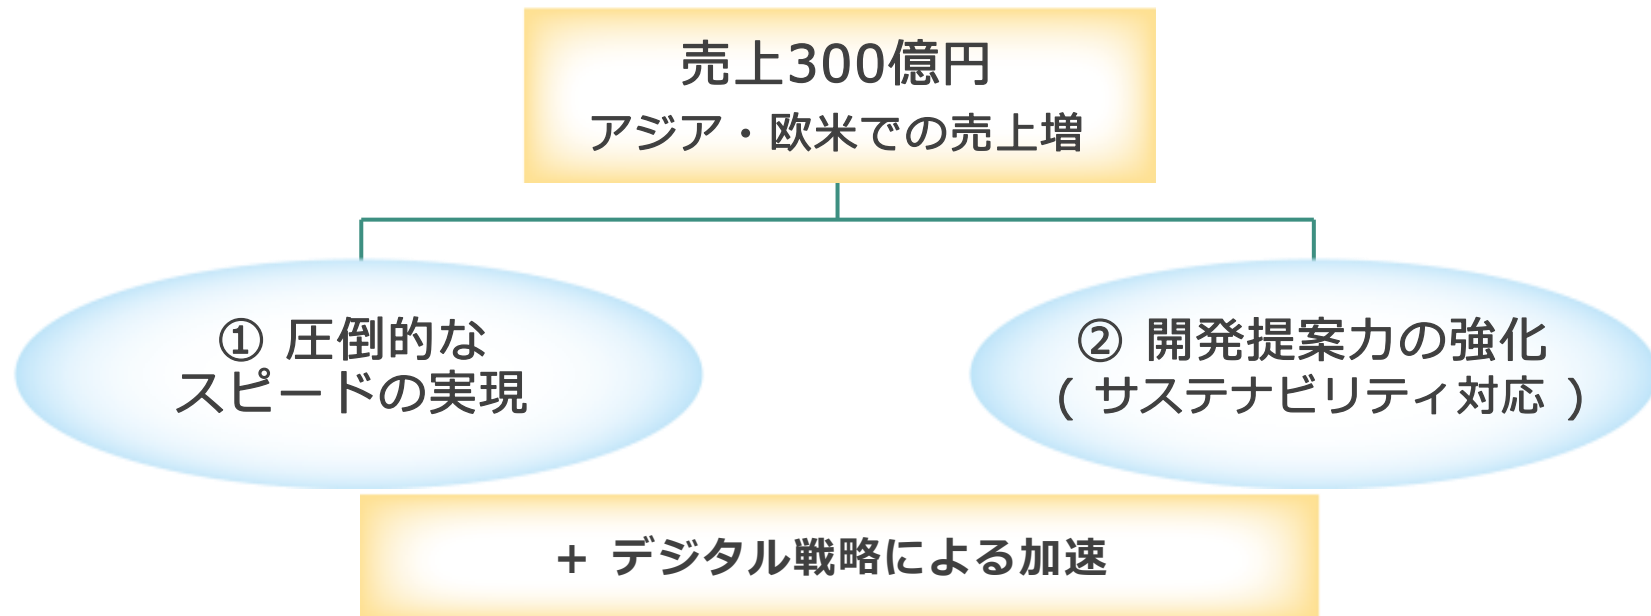 売上300億円
アジア・欧米での売上増
① 圧倒的な
スピードの実現
② 開発提案力の強化
( サステナビリティ対応 )
+ デジタル戦略による加速